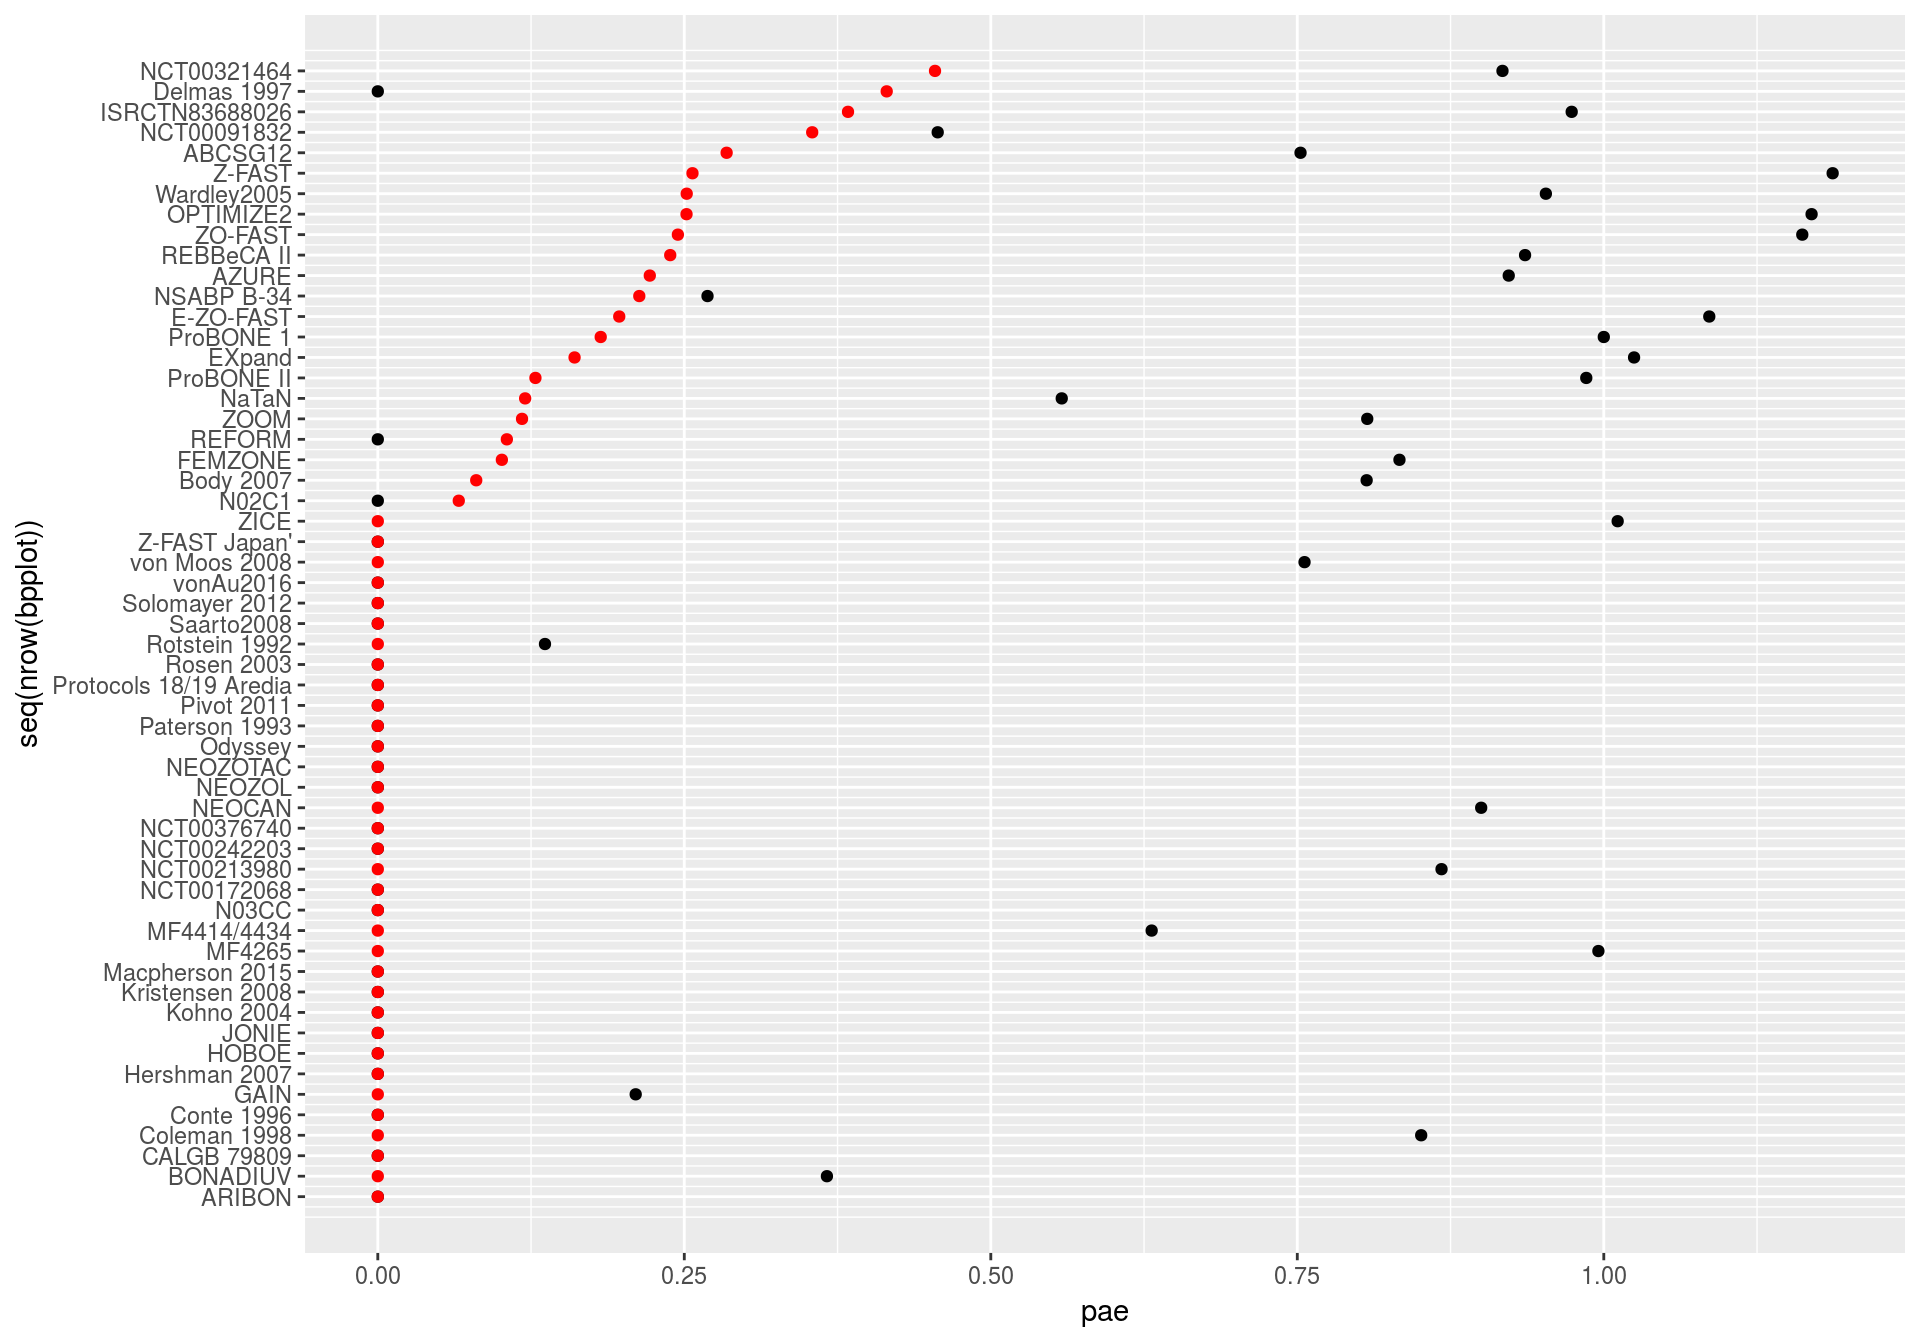 NCT00321464
Delmas 1997
ISRCTN83688026
NCT00091832
ABCSG12
Z-FAST
Wardley2005
OPTIMIZE2
ZO-FAST
REBBeCA II
AZURE
NSABP B-34
E-ZO-FAST
ProBONE 1
EXpand
ProBONE II
NaTaN
ZOOM
REFORM
FEMZONE
Body 2007
N02C1
ZICE
Z-FAST Japan'
von Moos 2008
vonAu2016
Solomayer 2012
Saarto2008
Rotstein 1992
Rosen 2003
Protocols 18/19 Aredia
Pivot 2011
Paterson 1993
Odyssey
NEOZOTAC
NEOZOL
NEOCAN
NCT00376740
NCT00242203
NCT00213980
NCT00172068
N03CC
MF4414/4434
MF4265
Macpherson 2015
Kristensen 2008
Kohno 2004
JONIE
HOBOE
Hershman 2007
GAIN
Conte 1996
Coleman 1998
CALGB 79809
BONADIUV
ARIBON
seq(nrow(bpplot))
0.00 0.25 0.50 0.75 1.00
pae